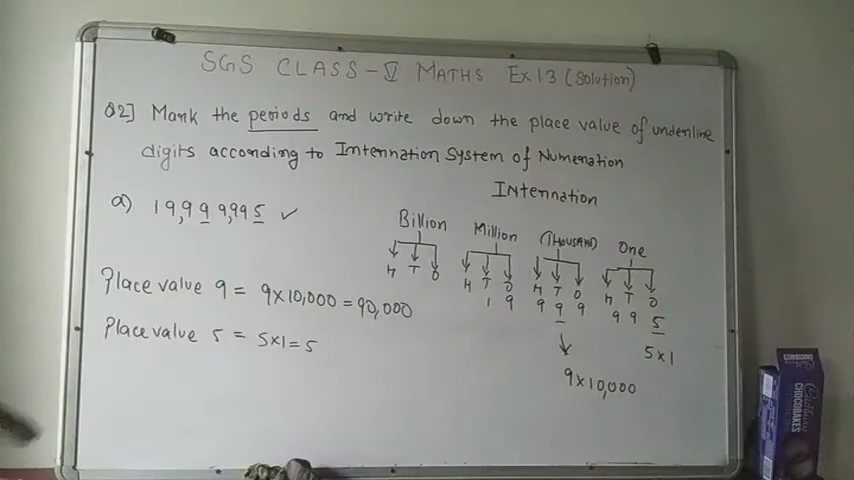 SGS CLASS-V MATHS Ex 1.3 (Solution)
Q2] Mark the periods and write down the place value of underline
digits according to Internation System of Numeration
Internation
a) 19,999,995 ✓
Billion Million (THOUSAND) One
H T O H T O H T O H T O
1 9 9 9 9 9 9 5
Place value 9 = 9×10,000 = 90,000
Place value 5 = 5×1 = 5
5×1
9×10,000
Cadbury
CHOCOBAKES